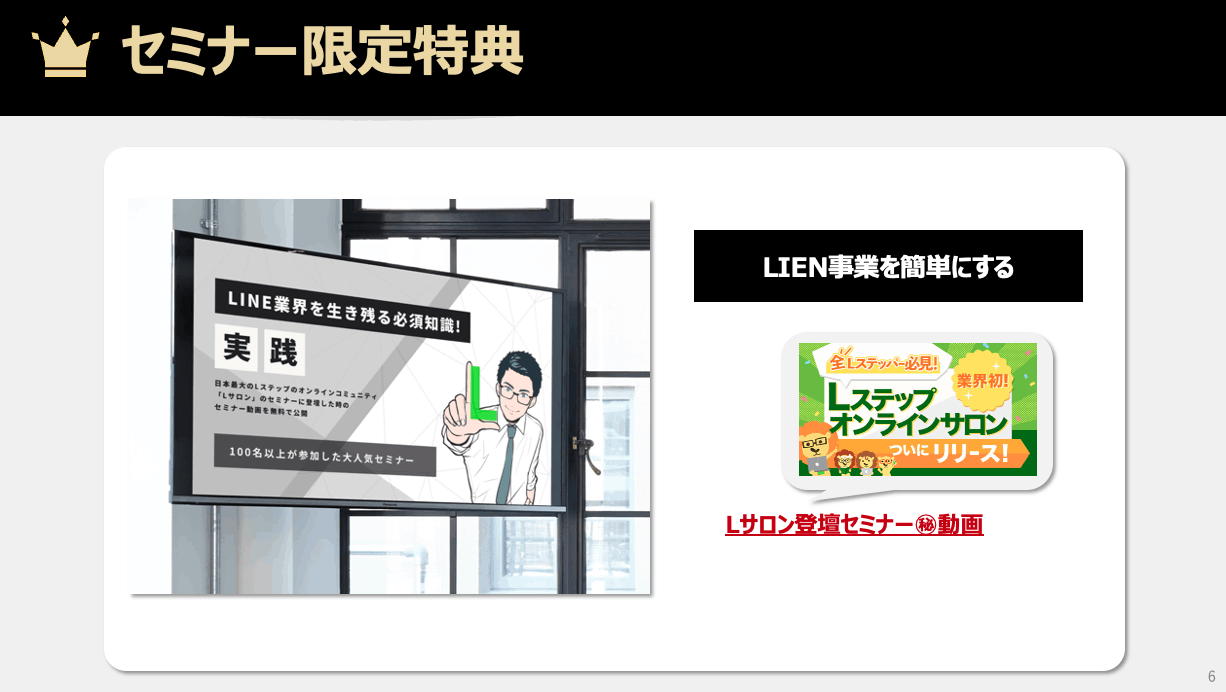 セミナー限定特典
LINE業界を生き残る必須知識!
実践
日本最大のLステップのオンラインコミュニティ
「Lサロン」のセミナーに登壇した時の
セミナー動画を無料で公開
100名以上が参加した大人気セミナー
LIEN事業を簡単にする
全Lステッパー必見!
業界初!
Lステップ
オンラインサロン
ついにリリース!
Lサロン登壇セミナー㊙動画
6